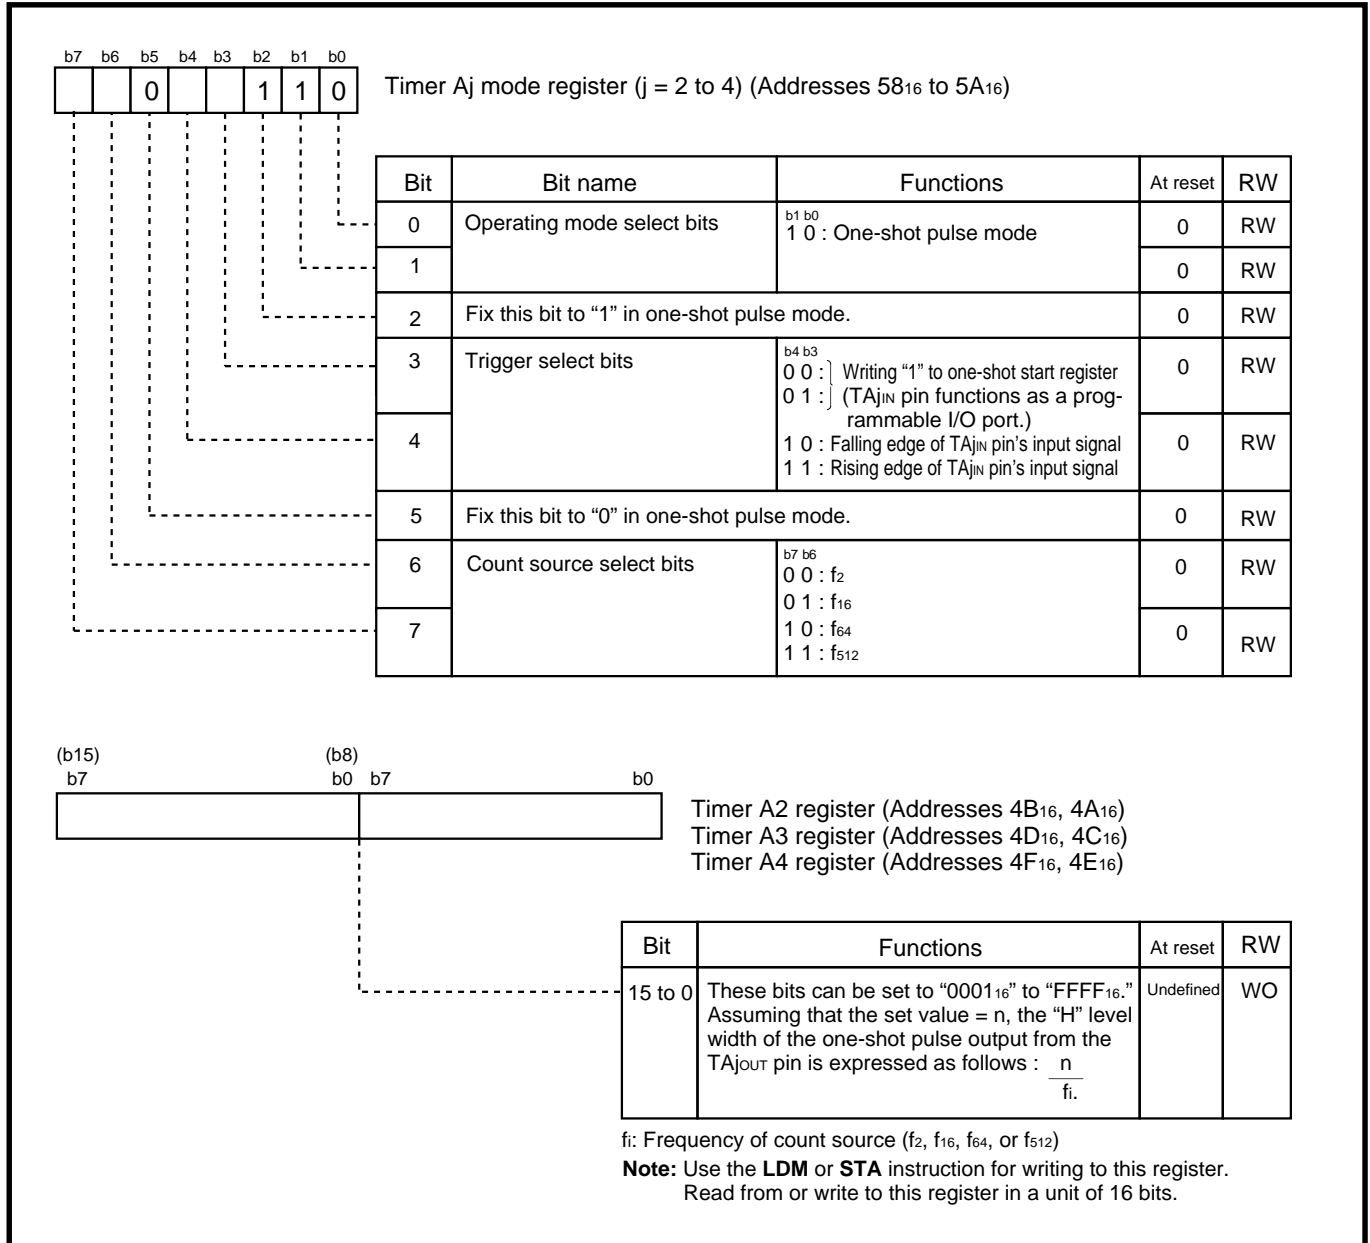 b7 b6 b5 b4 b3 b2 b1 b0
0 1 1 0
Timer Aj mode register (j = 2 to 4) (Addresses 5816 to 5A16)
Bit Bit name Functions At reset RW
0 Operating mode select bits b1 b0 0 RW
1 0 : One-shot pulse mode
1 0 RW
2 Fix this bit to “1” in one-shot pulse mode. 0 RW
3 Trigger select bits b4 b3 0 RW
0 0 : Writing “1” to one-shot start register
0 1 : (TAjIN pin functions as a prog-
rammable I/O port.)
4 0 RW
1 0 : Falling edge of TAjIN pin’s input signal
1 1 : Rising edge of TAjIN pin’s input signal
5 Fix this bit to “0” in one-shot pulse mode. 0 RW
6 Count source select bits b7 b6 0 RW
0 0 : f2
0 1 : f16
7 1 0 : f64 0 RW
1 1 : f512
(b15) (b8)
b7 b0 b7 b0
Timer A2 register (Addresses 4B16, 4A16)
Timer A3 register (Addresses 4D16, 4C16)
Timer A4 register (Addresses 4F16, 4E16)
Bit Functions At reset RW
15 to 0 These bits can be set to “000116” to “FFFF16.” Undefined WO
Assuming that the set value = n, the “H” level
width of the one-shot pulse output from the
TAjOUT pin is expressed as follows : n
fi.
fi: Frequency of count source (f2, f16, f64, or f512)
Note: Use the LDM or STA instruction for writing to this register.
Read from or write to this register in a unit of 16 bits.